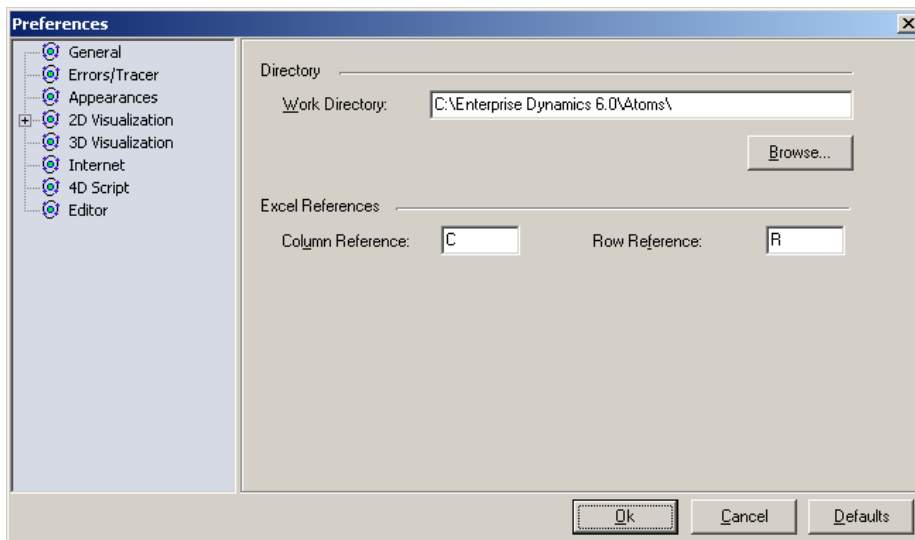 Preferences
General
Errors/Tracer
Appearances
2D Visualization
3D Visualization
Internet
4D Script
Editor
Directory
Work Directory: C:\Enterprise Dynamics 6.0\Atoms\
Browse...
Excel References
Column Reference: C Row Reference: R
Ok Cancel Defaults